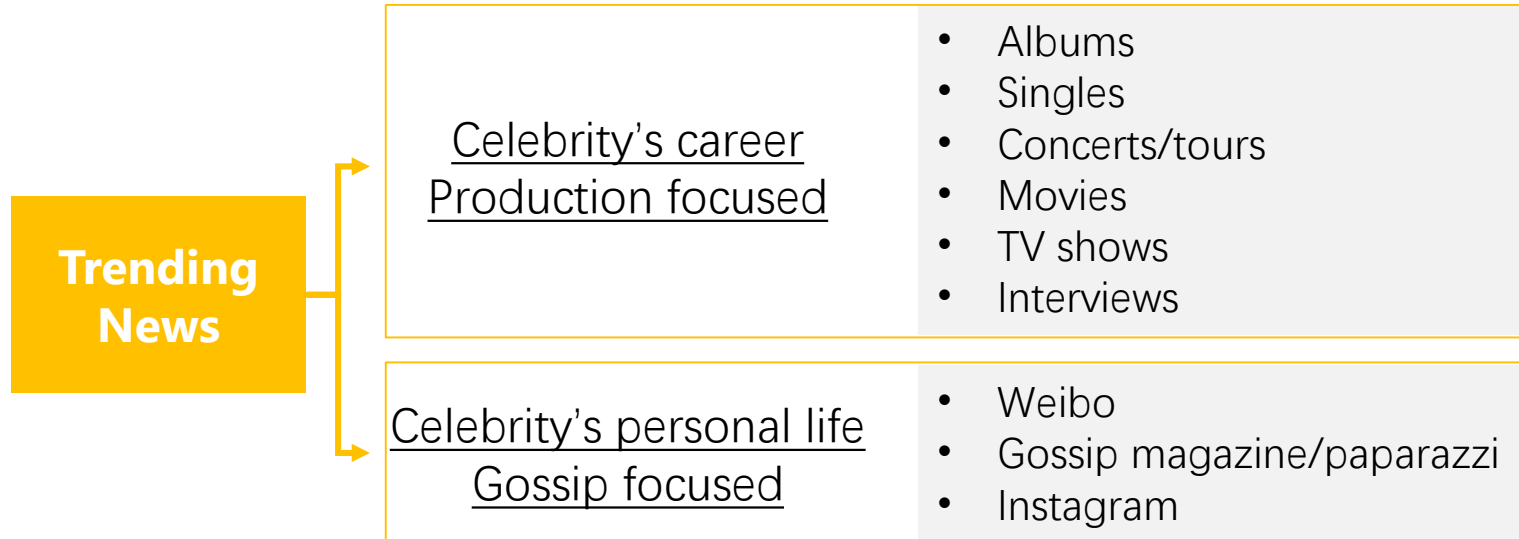 Trending
News
Celebrity’s career
Production focused
• Albums
• Singles
• Concerts/tours
• Movies
• TV shows
• Interviews
Celebrity’s personal life
Gossip focused
• Weibo
• Gossip magazine/paparazzi
• Instagram